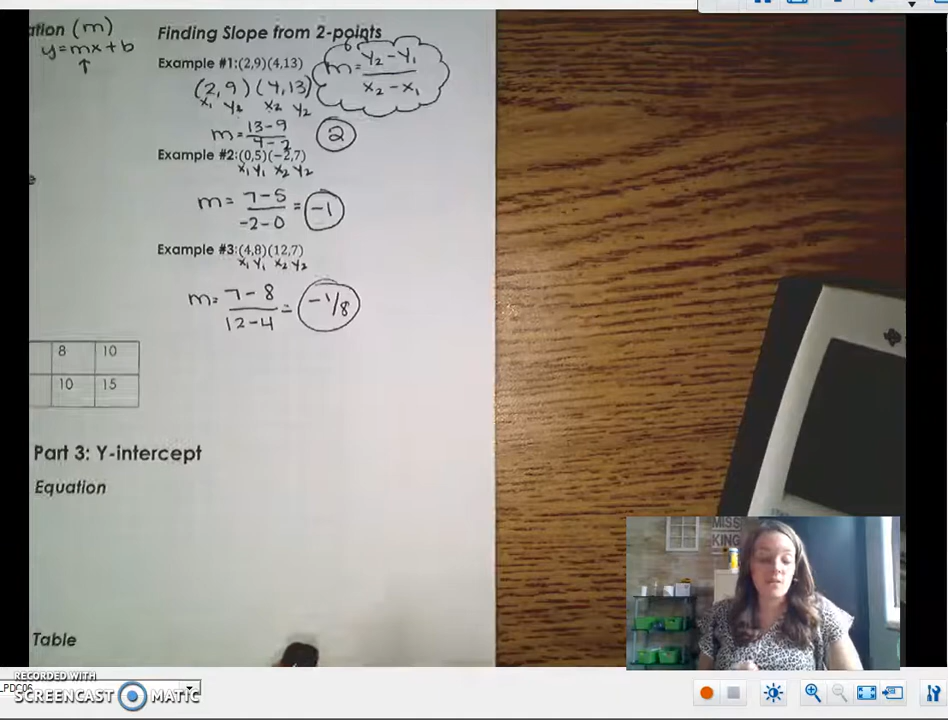 ation (m)
y=mx+b
↑
Finding Slope from 2-points
Example #1:(2,9)(4,13)
m= y₂-y₁
x₂-x₁
(2,9) (4,13)
x₁ y₁ x₂ y₂
m= 13-9
4-2
2
Example #2:(0,5)(-2,7)
x₁ y₁ x₂ y₂
m= 7-5 = -1
-2-0
Example #3:(4,8)(12,7)
x₁ y₁ x₂ y₂
m= 7-8 = -1/8
12-4
8 10
10 15
Part 3: Y-intercept
Equation
Table
MISS
KING
RECORDED WITH
SCREENCAST MATIC